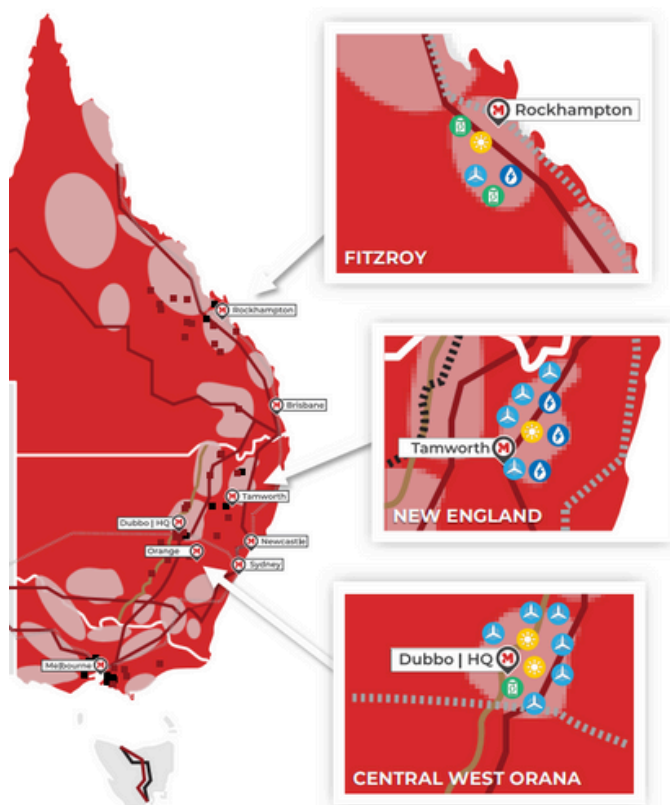 Rockhampton
FITZROY
Rockhampton
Brisbane
Tamworth
NEW ENGLAND
Tamworth
Dubbo | HQ
Newcastle
Orange
Sydney
Dubbo | HQ
Melbourne
CENTRAL WEST ORANA